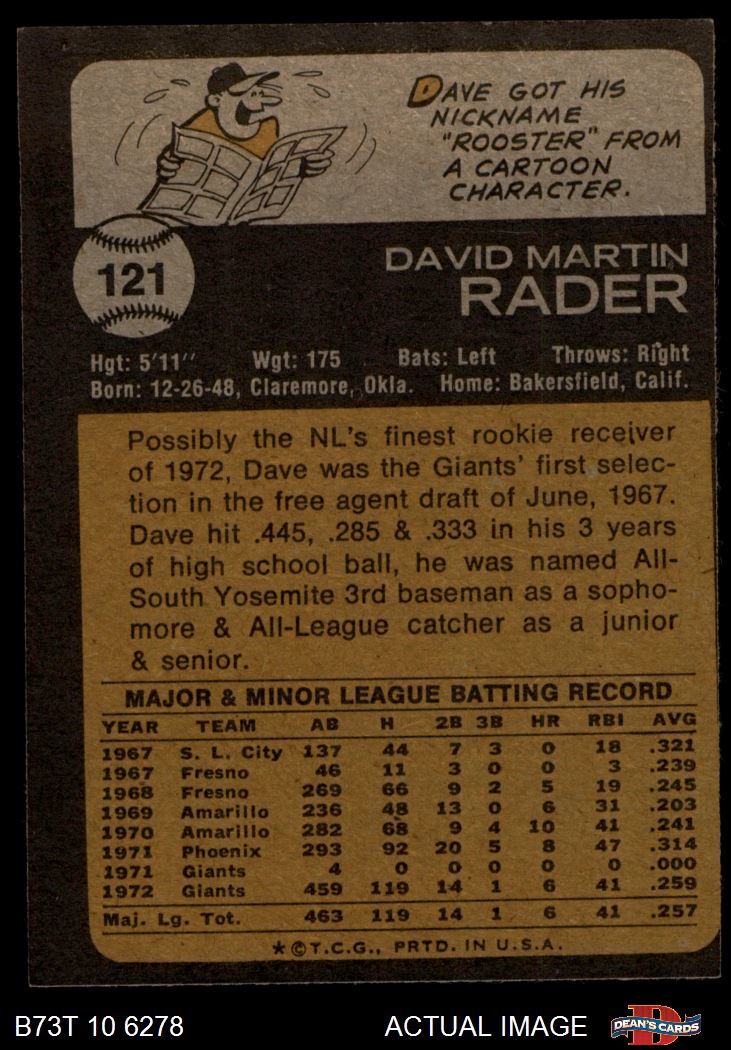 DAVE GOT HIS
NICKNAME
"ROOSTER" FROM
A CARTOON
CHARACTER.
121
DAVID MARTIN
RADER
Hgt: 5'11" Wgt: 175 Bats: Left Throws: Right
Born: 12-26-48, Claremore, Okla. Home: Bakersfield, Calif.
Possibly the NL's finest rookie receiver
of 1972, Dave was the Giants' first selec-
tion in the free agent draft of June, 1967.
Dave hit .445, .285 & .333 in his 3 years
of high school ball, he was named All-
South Yosemite 3rd baseman as a sopho-
more & All-League catcher as a junior
& senior.
MAJOR & MINOR LEAGUE BATTING RECORD
YEAR TEAM AB H 2B 3B HR RBI AVG
1967 S. L. City 137 44 7 3 0 18 .321
1967 Fresno 46 11 3 0 0 3 .239
1968 Fresno 269 66 9 2 5 19 .245
1969 Amarillo 236 48 13 0 6 31 .203
1970 Amarillo 282 68 9 4 10 41 .241
1971 Phoenix 293 92 20 5 8 47 .314
1971 Giants 4 0 0 0 0 0 .000
1972 Giants 459 119 14 1 6 41 .259
Maj. Lg. Tot. 463 119 14 1 6 41 .257
★©T.C.G., PRTD. IN U.S.A.
B73T 10 6278 ACTUAL IMAGE DEAN'S CARDS